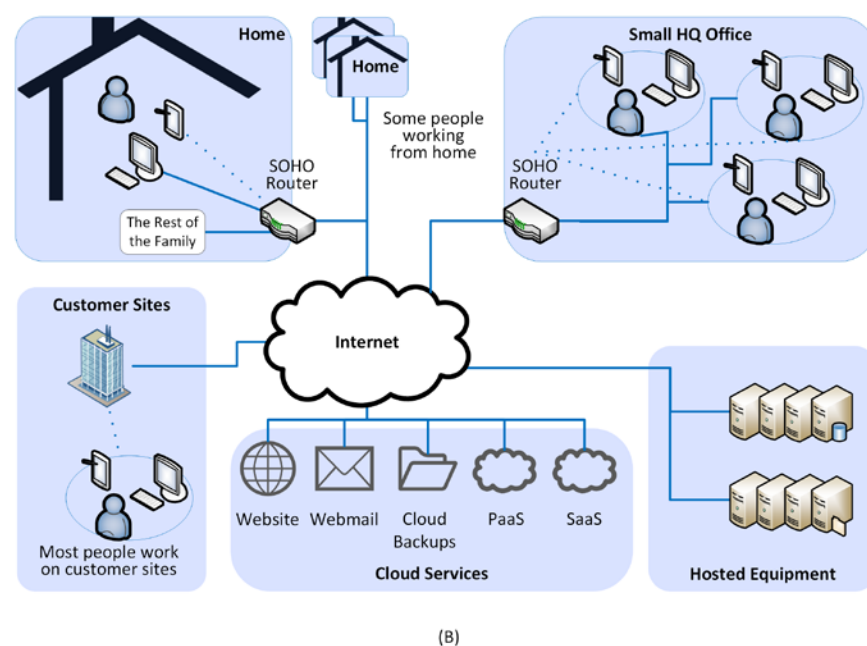 Home
SOHO
Router
The Rest of
the Family
Home
Some people
working
from home
Small HQ Office
SOHO
Router
Customer Sites
Most people work
on customer sites
Internet
Website
Webmail
Cloud
Backups
PaaS
SaaS
Cloud Services
Hosted Equipment
(B)